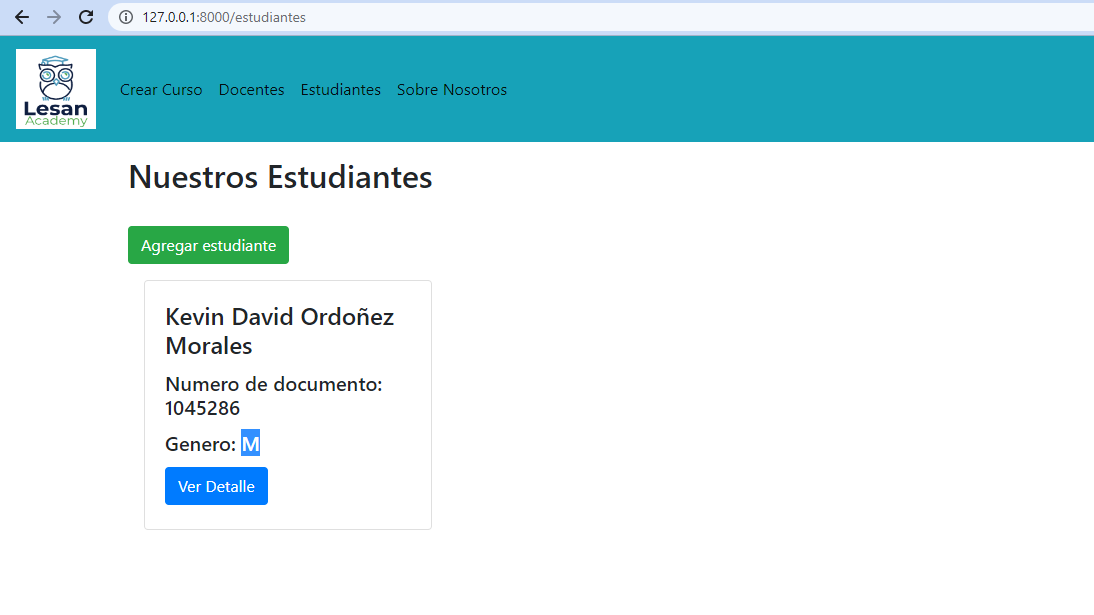 127.0.0.1:8000/estudiantes
Lesan
Academy
Crear Curso Docentes Estudiantes Sobre Nosotros
Nuestros Estudiantes
Agregar estudiante
Kevin David Ordoñez
Morales
Numero de documento:
1045286
Genero: M
Ver Detalle